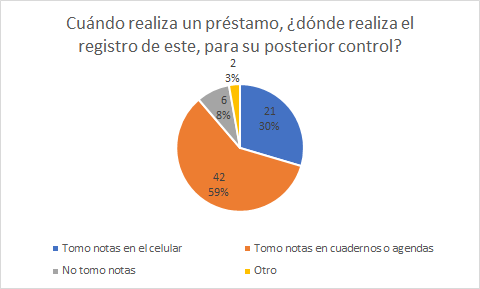 Cuándo realiza un préstamo, ¿dónde realiza el
registro de este, para su posterior control?
2
3%
6
8%
21
30%
42
59%
Tomo notas en el celular
Tomo notas en cuadernos o agendas
No tomo notas
Otro